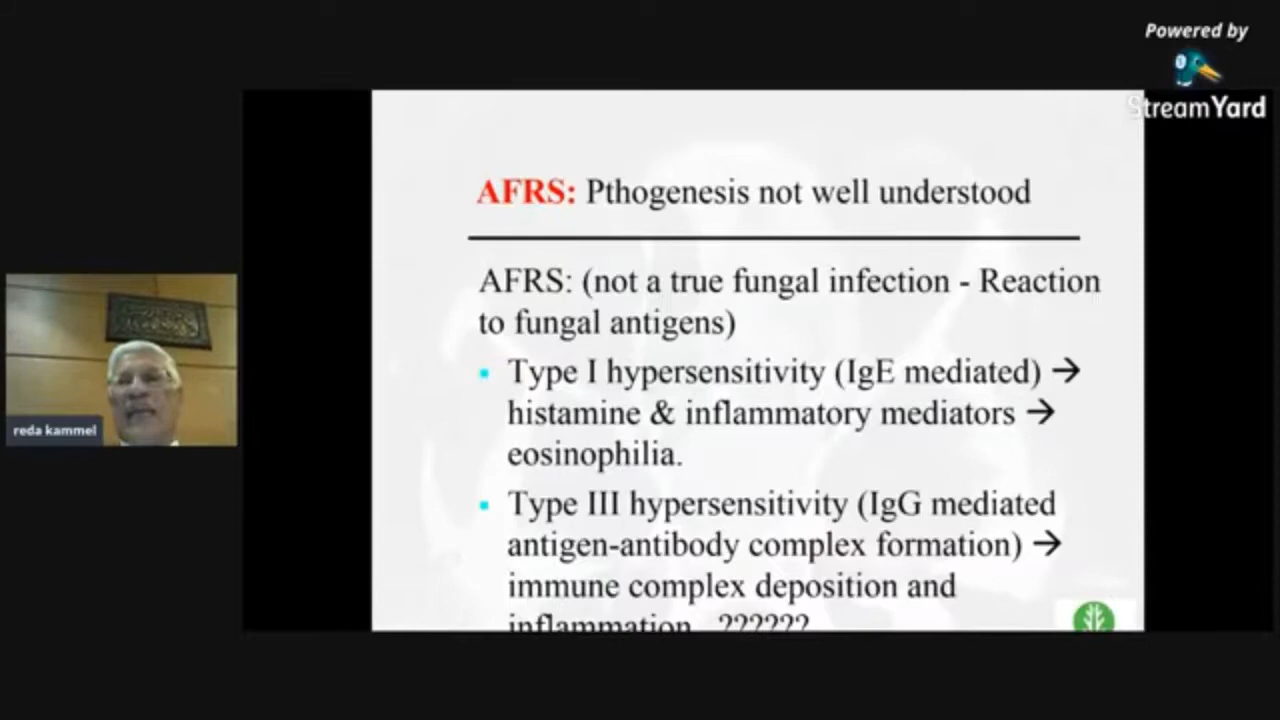 Powered by
StreamYard
AFRS: Pthogenesis not well understood
AFRS: (not a true fungal infection - Reaction
to fungal antigens)
▪ Type I hypersensitivity (IgE mediated) →
histamine & inflammatory mediators →
eosinophilia.
▪ Type III hypersensitivity (IgG mediated
antigen-antibody complex formation) →
immune complex deposition and
inflammation ??????
reda kammel